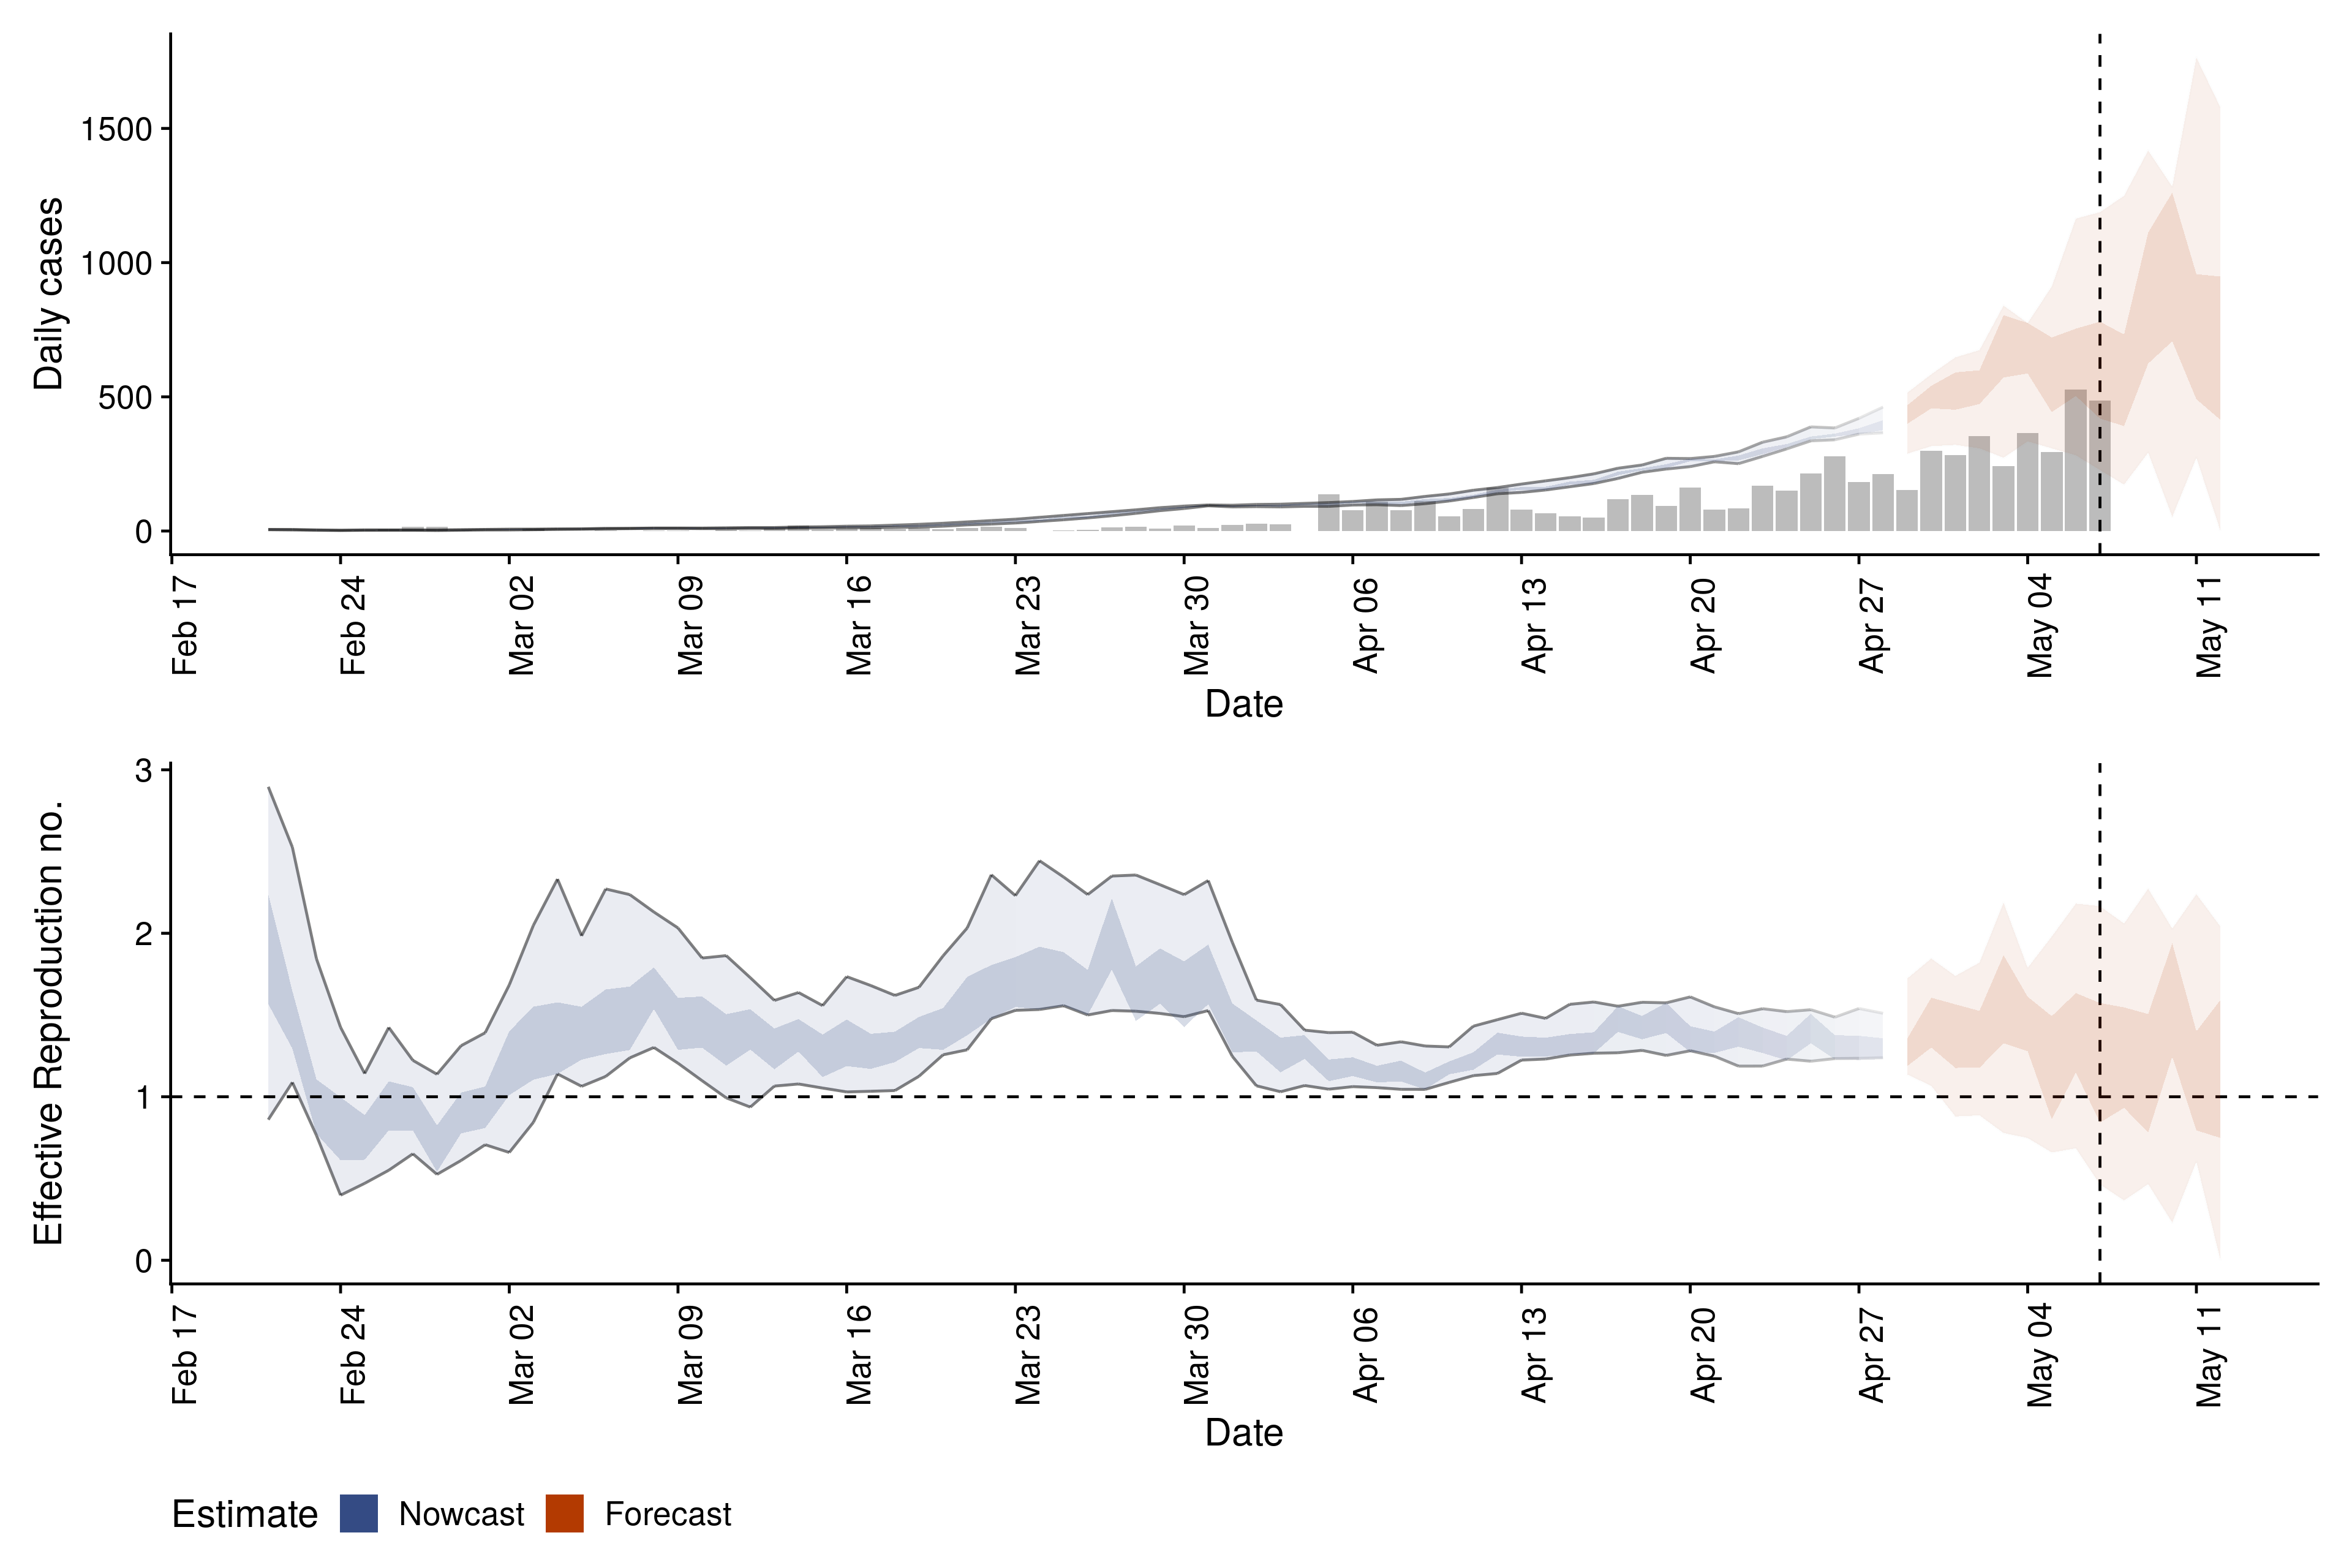 Daily cases
1500
1000
500
0
Feb 17
Feb 24
Mar 02
Mar 09
Mar 16
Mar 23
Mar 30
Apr 06
Apr 13
Apr 20
Apr 27
May 04
May 11
Date
Effective Reproduction no.
3
2
1
0
Feb 17
Feb 24
Mar 02
Mar 09
Mar 16
Mar 23
Mar 30
Apr 06
Apr 13
Apr 20
Apr 27
May 04
May 11
Date
Estimate Nowcast Forecast